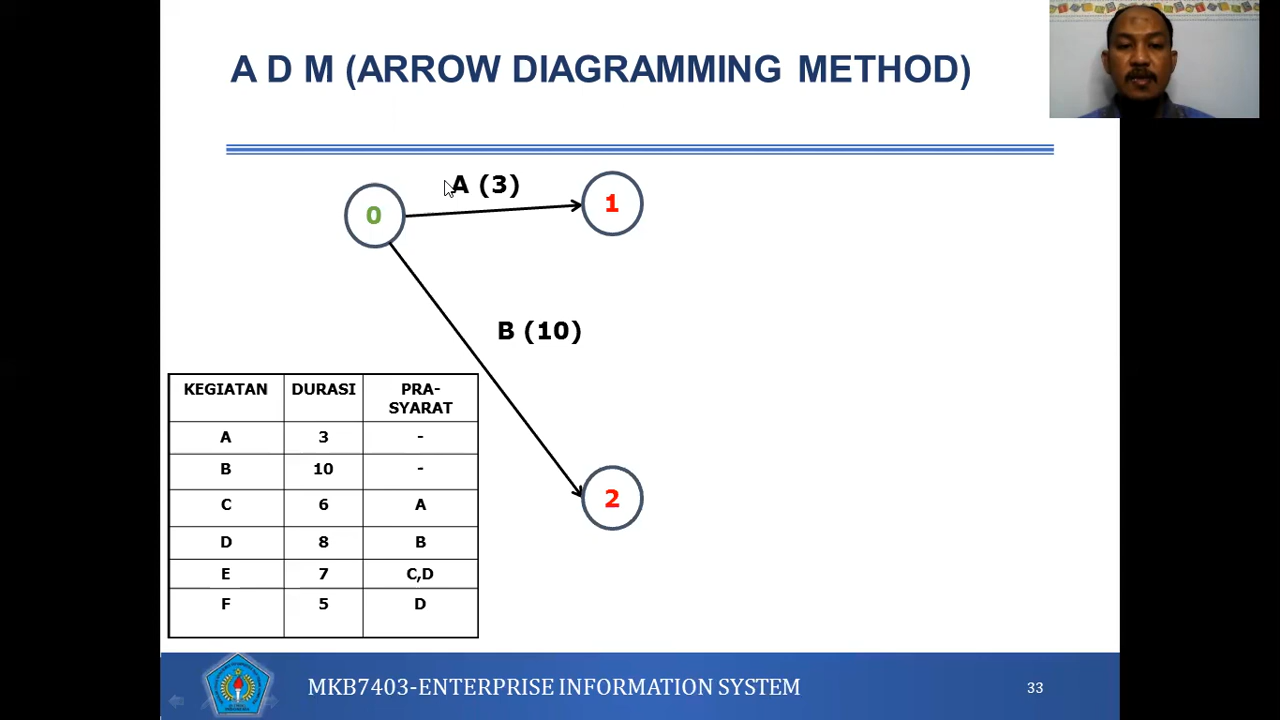 A D M (ARROW DIAGRAMMING METHOD)
A (3)
0
1
B (10)
2
KEGIATAN DURASI PRA-
SYARAT
A 3 -
B 10 -
C 6 A
D 8 B
E 7 C,D
F 5 D
MKB7403-ENTERPRISE INFORMATION SYSTEM
33